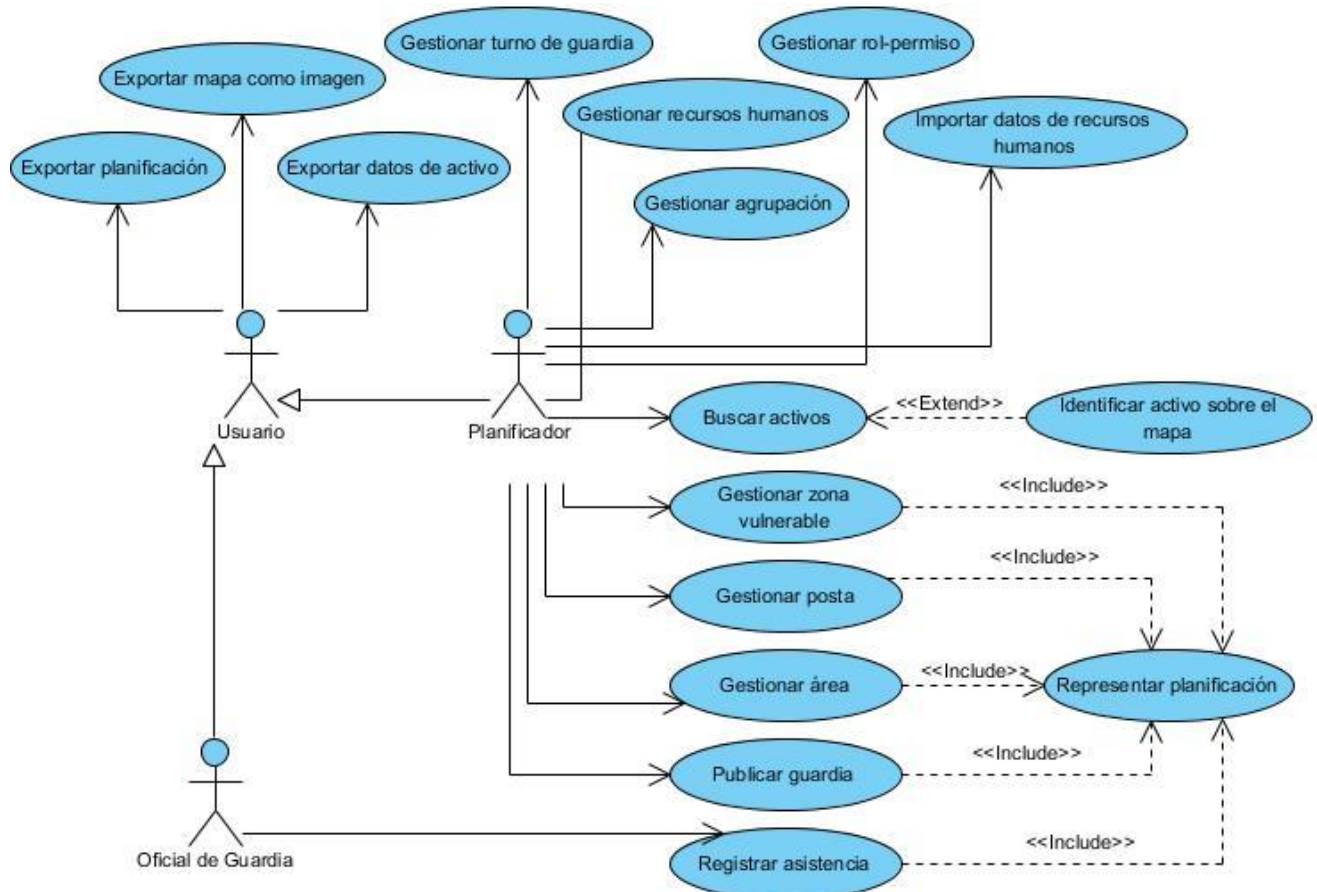 Gestionar turno de guardia
Gestionar rol-permiso
Exportar mapa como imagen
Gestionar recursos humanos
Importar datos de recursos
humanos
Exportar planificación
Exportar datos de activo
Gestionar agrupación
Usuario
Planificador
Buscar activos
<<Extend>>
Identificar activo sobre el
mapa
Gestionar zona
vulnerable
<<Include>>
Gestionar posta
<<Include>>
Gestionar área
<<Include>>
Representar planificación
Publicar guardia
<<Include>>
Oficial de Guardia
Registrar asistencia
<<Include>>